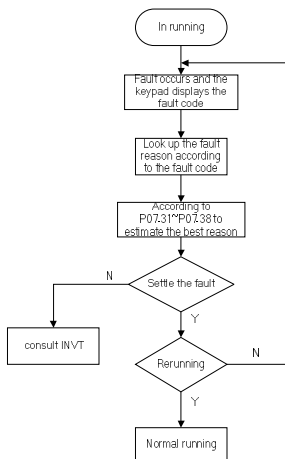 In running
Fault occurs and the
keypad displays the
fault code
Look up the fault
reason according
to the fault code
According to
P07.31~P07.38 to
estimate the best reason
Settle the fault
N
Y
consult INVT
Rerunning
N
Y
Normal running